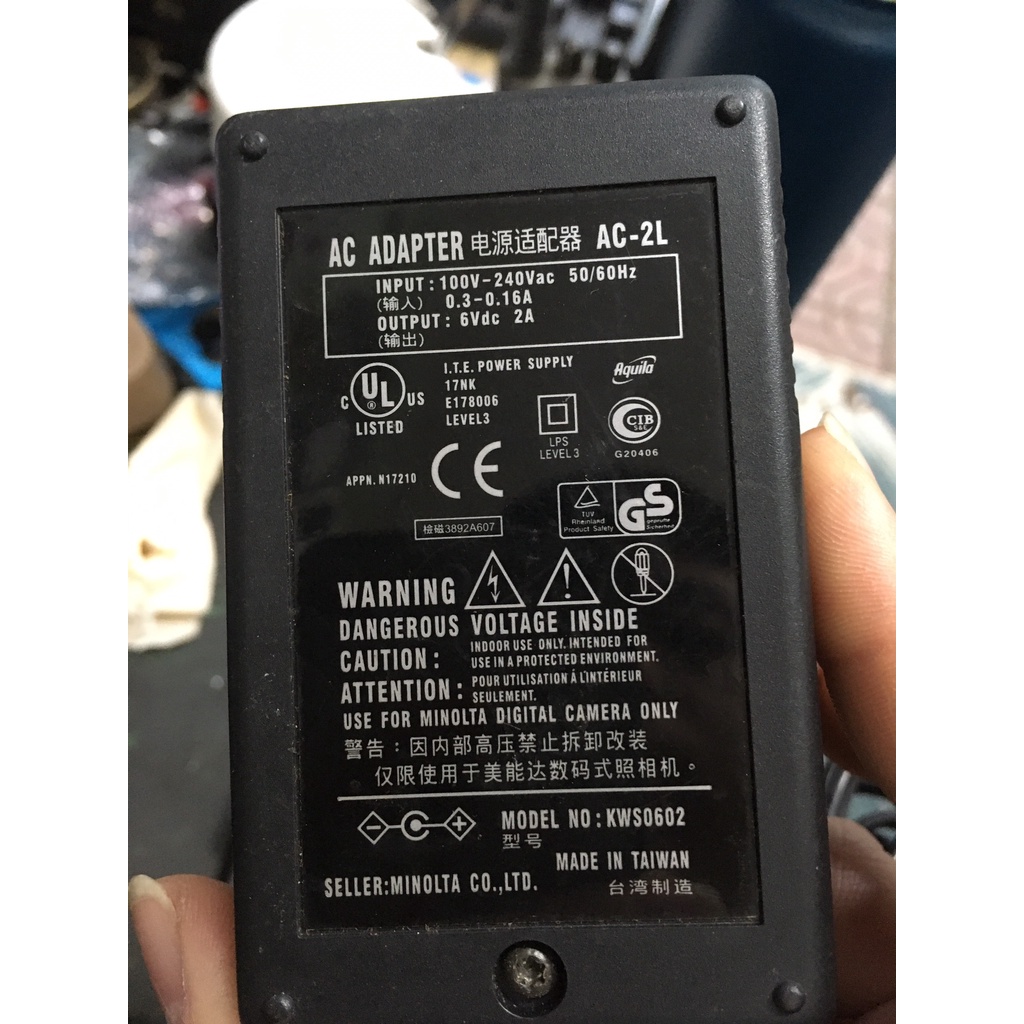 AC ADAPTER 电源适配器 AC-2L
INPUT : 100V-240Vac 50/60Hz
(输入) 0.3-0.16A
OUTPUT : 6Vdc 2A
(输出)
I.T.E. POWER SUPPLY
17NK
E178006
LEVEL3
C UL US
®
LISTED
Aquila
LPS
LEVEL 3
CIB
S&E
G20406
APPN. N17210
CE
檢磁3892A607
TUV
Rheinland
Product Safety
GS
geprüfte
Sicherheit
WARNING
DANGEROUS VOLTAGE INSIDE
CAUTION : INDOOR USE ONLY. INTENDED FOR
USE IN A PROTECTED ENVIRONMENT.
ATTENTION : POUR UTILISATION À L'INTÉRIEUR
SEULEMENT.
USE FOR MINOLTA DIGITAL CAMERA ONLY
警告：因内部高压禁止拆卸改装
仅限使用于美能达数码式照相机。
MODEL NO : KWS0602
型号
MADE IN TAIWAN
SELLER:MINOLTA CO.,LTD.
台湾制造